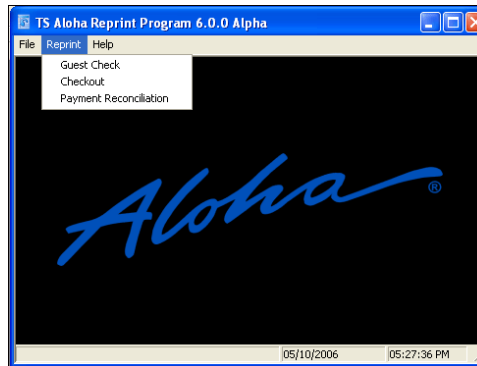 TS Aloha Reprint Program 6.0.0 Alpha
File Reprint Help
Guest Check
Checkout
Payment Reconciliation
Aloha®
05/10/2006 05:27:36 PM